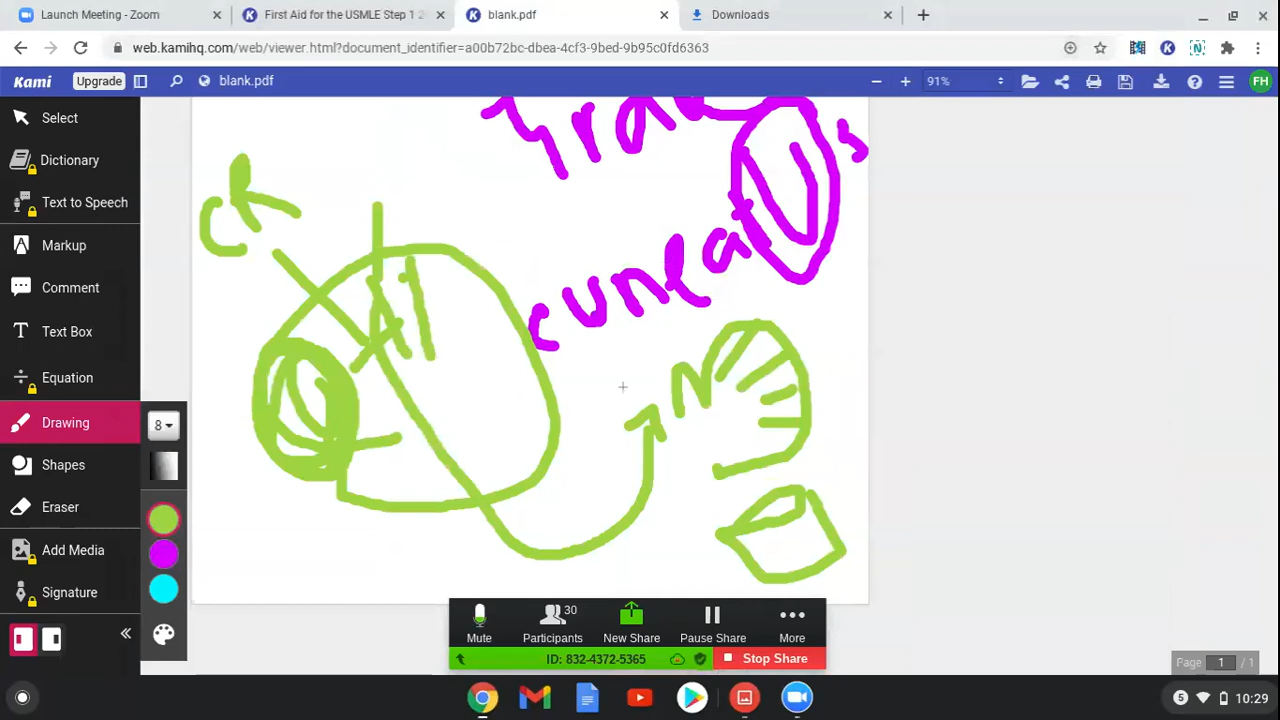 Launch Meeting - Zoom
First Aid for the USMLE Step 1 2
blank.pdf
Downloads
web.kamihq.com/web/viewer.html?document_identifier=a00b72bc-dbea-4cf3-9bed-9b95c0fd6363
Kami Upgrade blank.pdf 91% FH
Select
Dictionary
Text to Speech
Markup
Comment
Text Box
Equation
Drawing
8
Shapes
Eraser
Add Media
Signature
cuneatus
Mute
Participants 30
New Share
Pause Share
More
ID: 832-4372-5365
Stop Share
Page 1 / 1
5 10:29